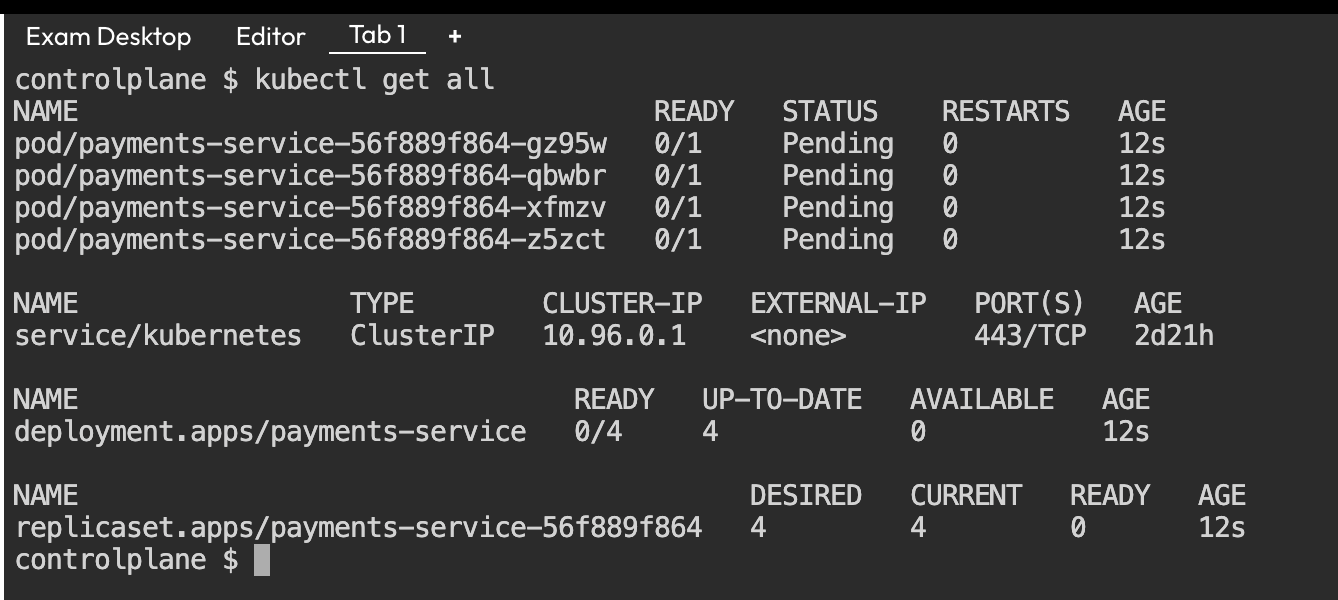 Exam Desktop Editor Tab 1 +
controlplane $ kubectl get all
NAME READY STATUS RESTARTS AGE
pod/payments-service-56f889f864-gz95w 0/1 Pending 0 12s
pod/payments-service-56f889f864-qbwbr 0/1 Pending 0 12s
pod/payments-service-56f889f864-xfmzv 0/1 Pending 0 12s
pod/payments-service-56f889f864-z5zct 0/1 Pending 0 12s
NAME TYPE CLUSTER-IP EXTERNAL-IP PORT(S) AGE
service/kubernetes ClusterIP 10.96.0.1 <none> 443/TCP 2d21h
NAME READY UP-TO-DATE AVAILABLE AGE
deployment.apps/payments-service 0/4 4 0 12s
NAME DESIRED CURRENT READY AGE
replicaset.apps/payments-service-56f889f864 4 4 0 12s
controlplane $